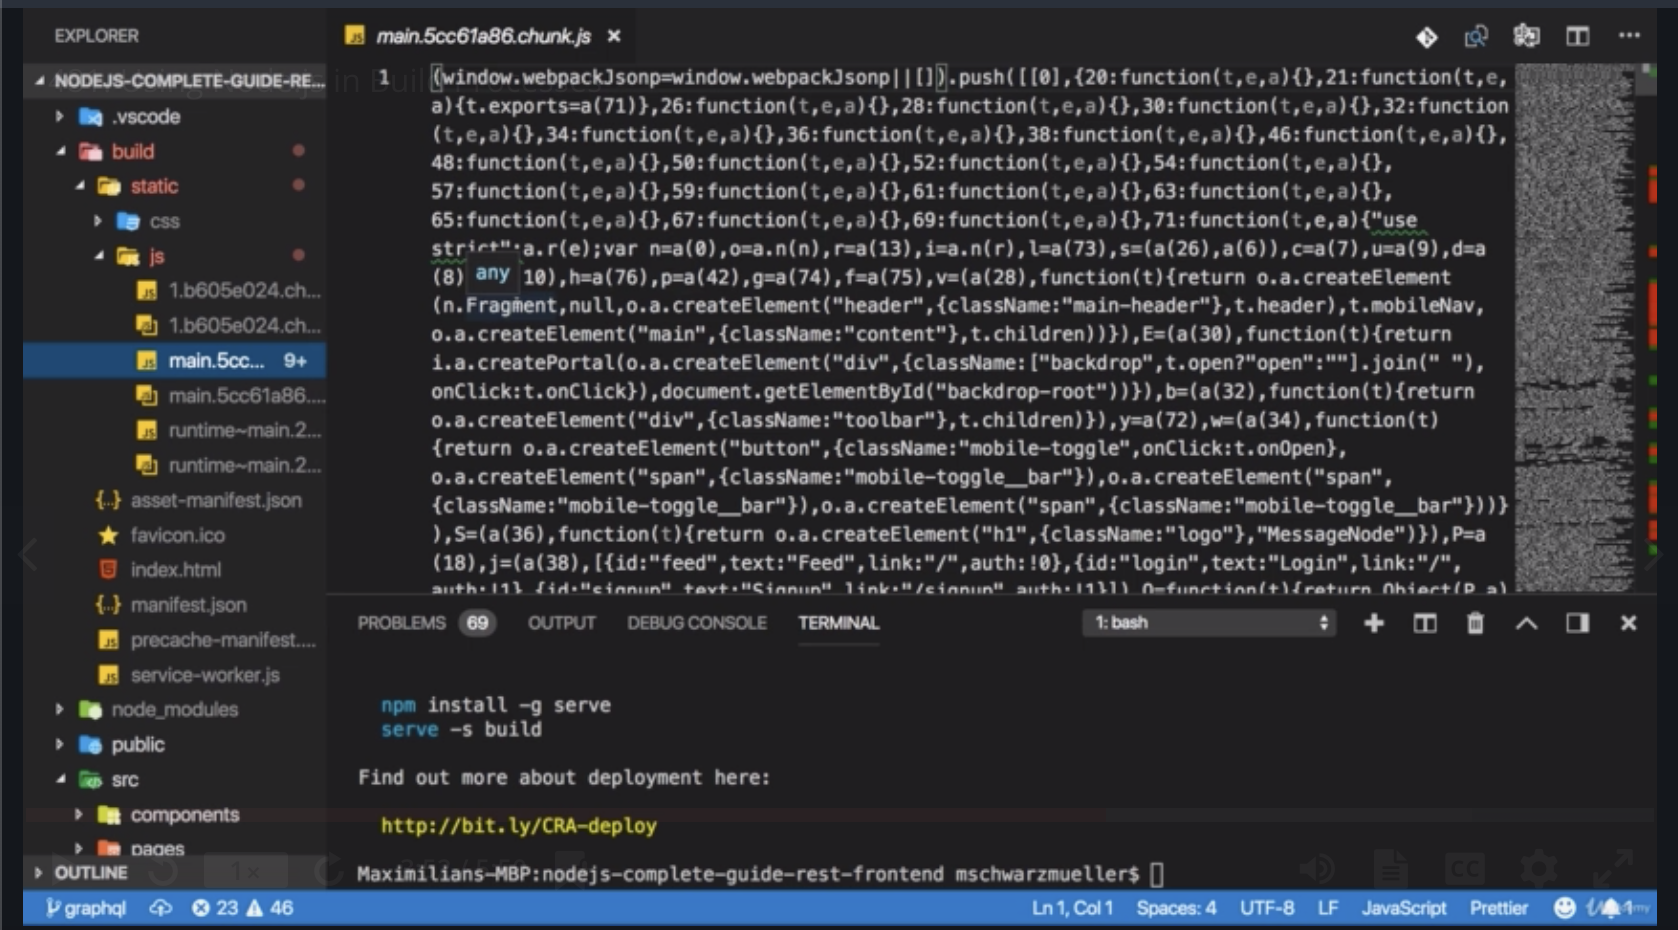 EXPLORER
NODEJS-COMPLETE-GUIDE-RE...
.vscode
build
static
css
js
1.b605e024.ch...
1.b605e024.ch...
main.5cc... 9+
main.5cc61a86....
runtime~main.2...
runtime~main.2...
{..} asset-manifest.json
favicon.ico
index.html
{..} manifest.json
precache-manifest....
service-worker.js
node_modules
public
src
components
pages
OUTLINE
main.5cc61a86.chunk.js
1 (window.webpackJsonp=window.webpackJsonp||[]).push([[0],{20:function(t,e,a){},21:function(t,e,
a){t.exports=a(71)},26:function(t,e,a){},28:function(t,e,a){},30:function(t,e,a){},32:function
(t,e,a){},34:function(t,e,a){},36:function(t,e,a){},38:function(t,e,a){},46:function(t,e,a){},
48:function(t,e,a){},50:function(t,e,a){},52:function(t,e,a){},54:function(t,e,a){},
57:function(t,e,a){},59:function(t,e,a){},61:function(t,e,a){},63:function(t,e,a){},
65:function(t,e,a){},67:function(t,e,a){},69:function(t,e,a){},71:function(t,e,a){"use
strict";a.r(e);var n=a(0),o=a.n(n),r=a(13),i=a.n(r),l=a(73),s=(a(26),a(6)),c=a(7),u=a(9),d=a
(8) any 10),h=a(76),p=a(42),g=a(74),f=a(75),v=(a(28),function(t){return o.a.createElement
(n.Fragment,null,o.a.createElement("header",{className:"main-header"},t.header),t.mobileNav,
o.a.createElement("main",{className:"content"},t.children))}),E=(a(30),function(t){return
i.a.createPortal(o.a.createElement("div",{className:["backdrop",t.open?"open":""].join(" "),
onClick:t.onClick}),document.getElementById("backdrop-root"))}),b=(a(32),function(t){return
o.a.createElement("div",{className:"toolbar"},t.children)}),y=a(72),w=(a(34),function(t)
{return o.a.createElement("button",{className:"mobile-toggle",onClick:t.onOpen},
o.a.createElement("span",{className:"mobile-toggle__bar"}),o.a.createElement("span",
{className:"mobile-toggle__bar"}),o.a.createElement("span",{className:"mobile-toggle__bar"}))}
),S=(a(36),function(t){return o.a.createElement("h1",{className:"logo"},"MessageNode")}),P=a
(18),j=(a(38),[{id:"feed",text:"Feed",link:"/",auth:!0},{id:"login",text:"Login",link:"/",
auth:!1},{id:"signup",text:"Signup",link:"/signup",auth:!1}]),O=function(t){return Object(P.a)
PROBLEMS 69 OUTPUT DEBUG CONSOLE TERMINAL 1: bash
npm install -g serve
serve -s build
Find out more about deployment here:
http://bit.ly/CRA-deploy
Maximilians-MBP:nodejs-complete-guide-rest-frontend mschwarzmueller$
graphql 23 46 Ln 1, Col 1 Spaces: 4 UTF-8 LF JavaScript Prettier 1